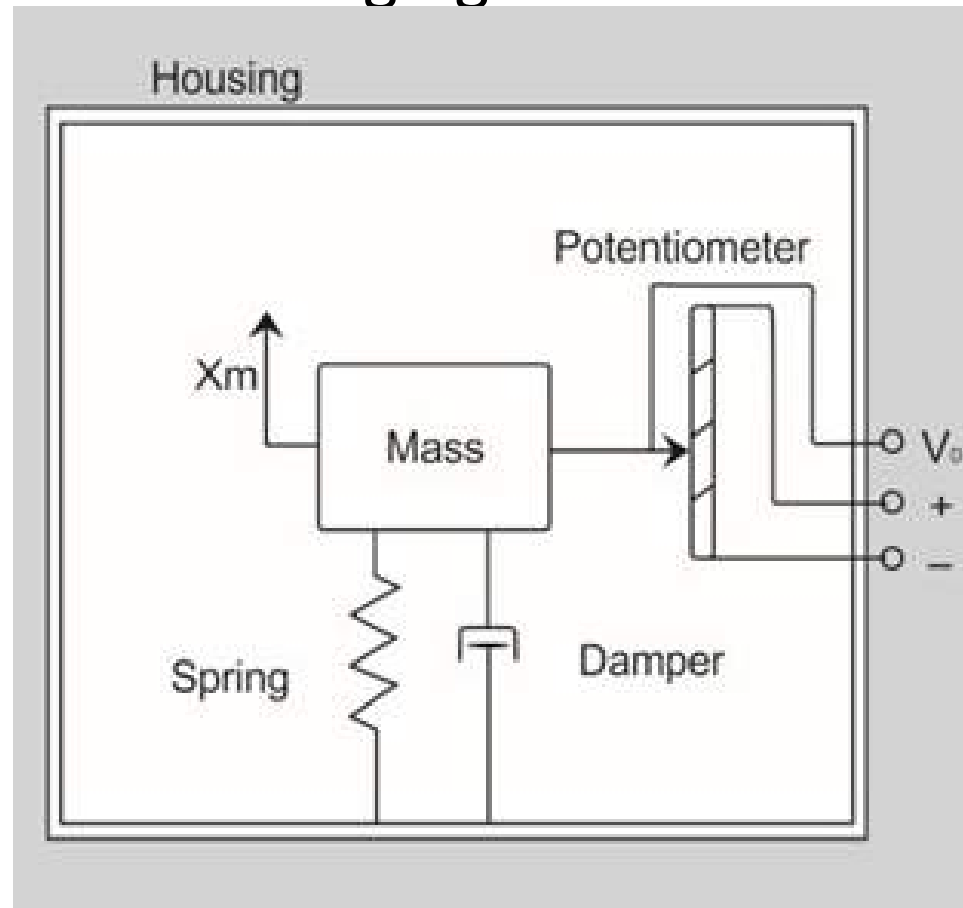 Housing
Potentiometer
Xm
Mass
V₀
+
−
Spring
Damper